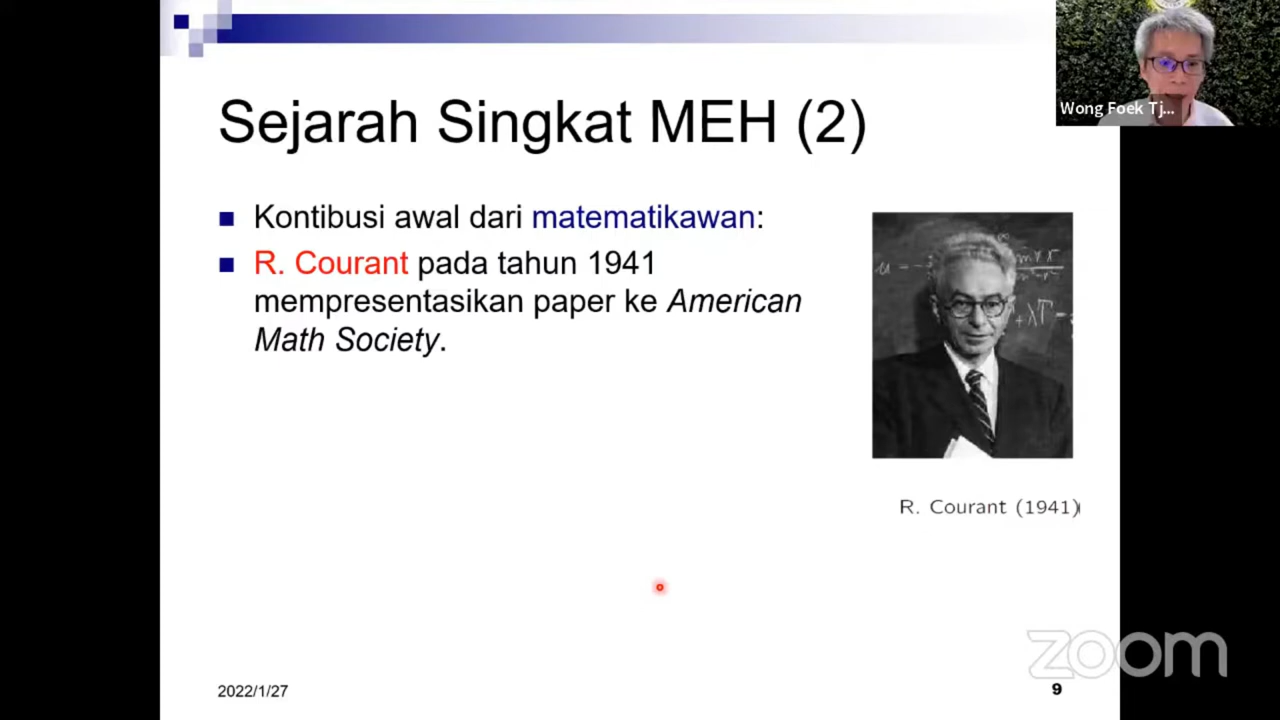 Wong Foek Tj...
Sejarah Singkat MEH (2)
Kontibusi awal dari matematikawan:
R. Courant pada tahun 1941
mempresentasikan paper ke American
Math Society.
R. Courant (1941)
zoom
2022/1/27
9